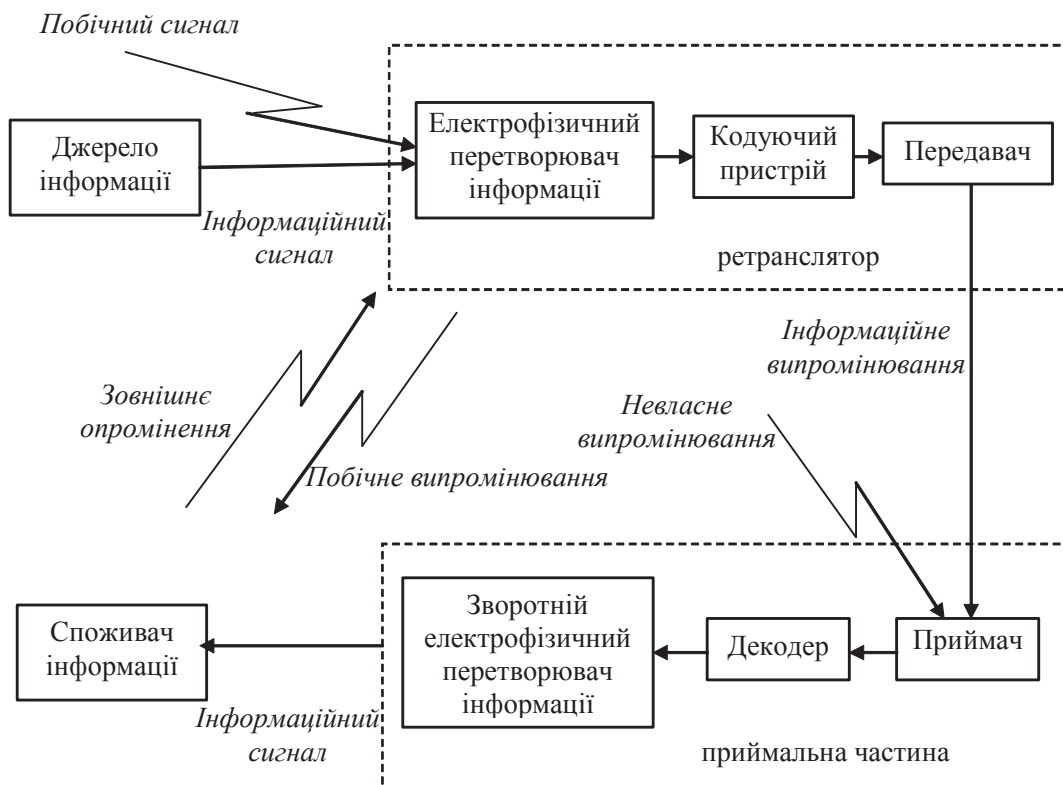 Побічний сигнал
Джерело
інформації
Інформаційний
сигнал
Електрофізичний
перетворювач
інформації
Кодуючий
пристрій
Передавач
ретранслятор
Зовнішнє
опромінення
Побічне випромінювання
Інформаційне
випромінювання
Невласне
випромінювання
Споживач
інформації
Інформаційний
сигнал
Зворотній
електрофізичний
перетворювач
інформації
Декодер
Приймач
приймальна частина